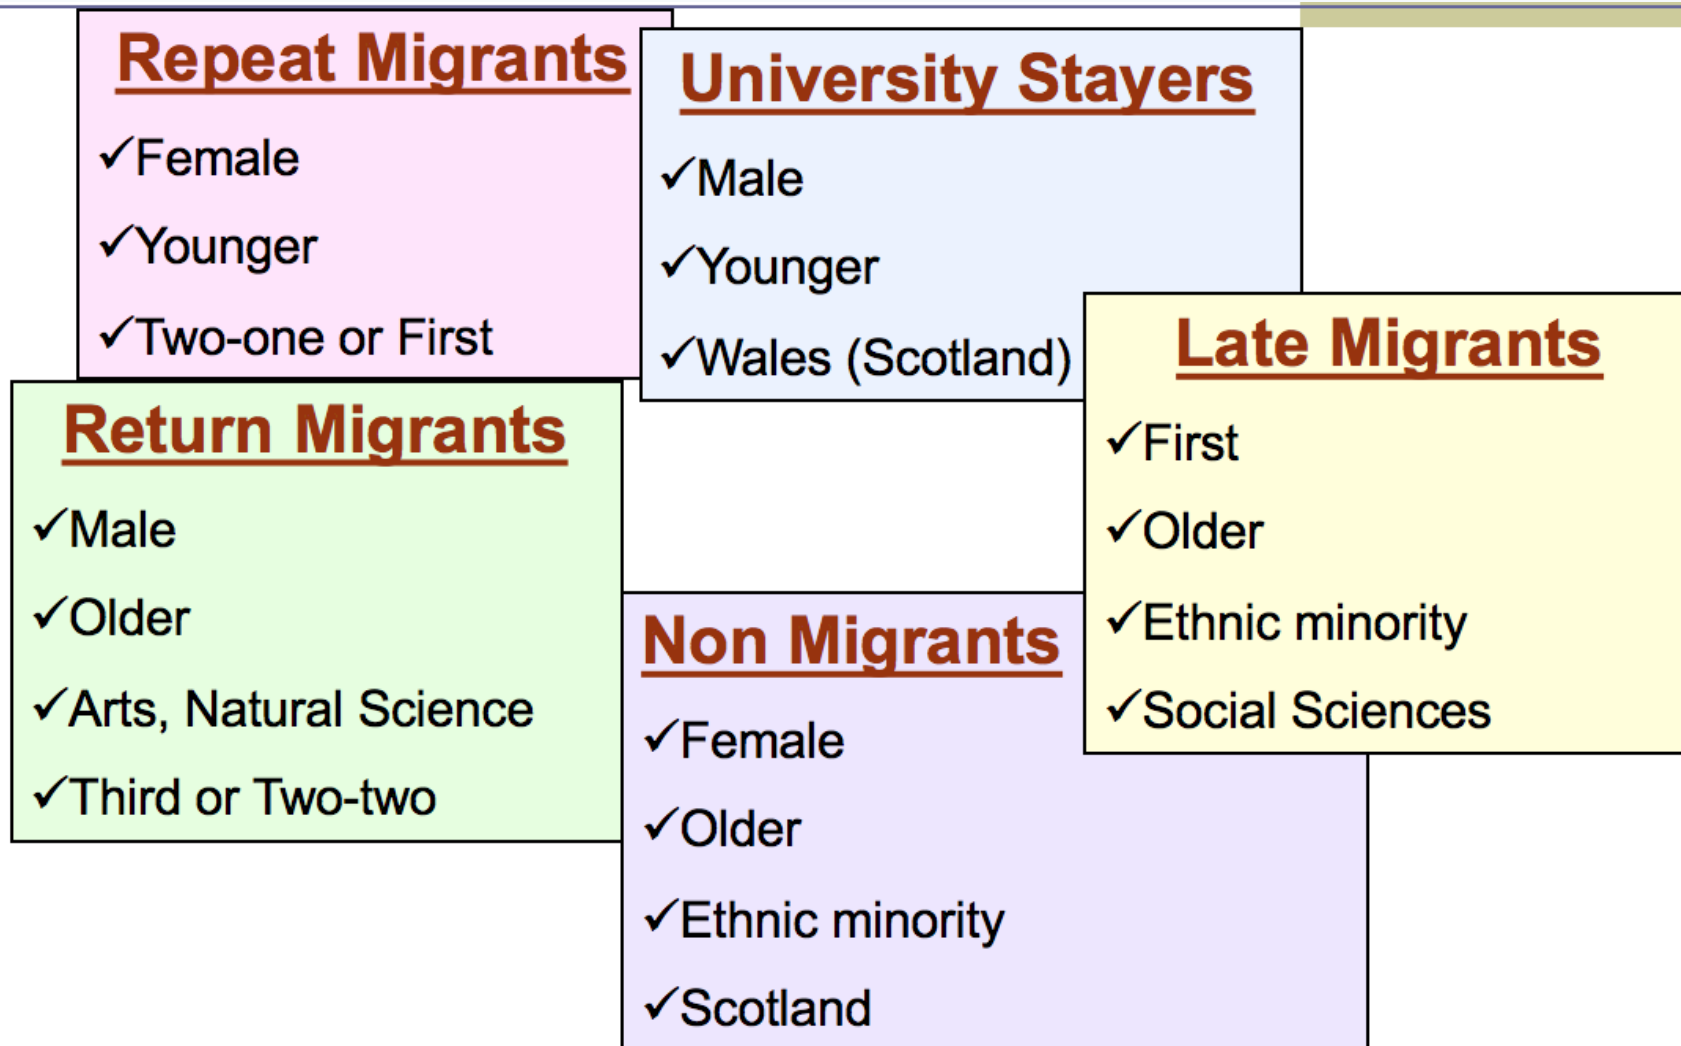 Repeat Migrants
✓Female
✓Younger
✓Two-one or First
University Stayers
✓Male
✓Younger
✓Wales (Scotland)
Late Migrants
✓First
✓Older
✓Ethnic minority
✓Social Sciences
Return Migrants
✓Male
✓Older
✓Arts, Natural Science
✓Third or Two-two
Non Migrants
✓Female
✓Older
✓Ethnic minority
✓Scotland